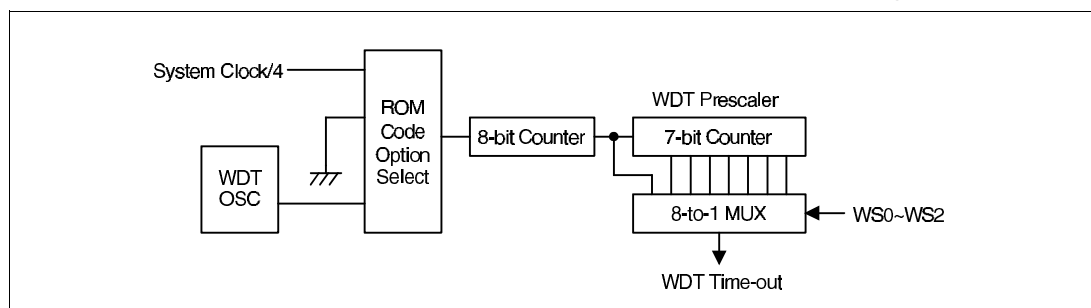 System Clock/4
WDT
OSC
ROM
Code
Option
Select
8-bit Counter
WDT Prescaler
7-bit Counter
8-to-1 MUX
WS0~WS2
WDT Time-out